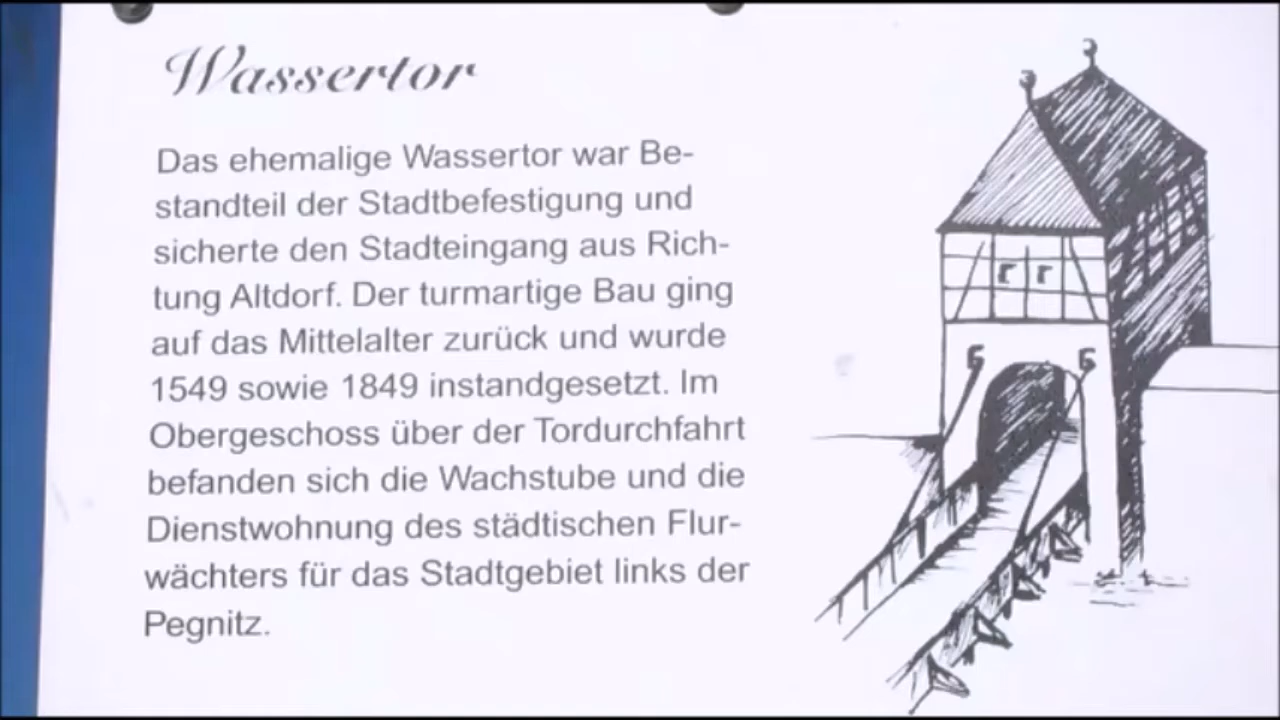 Wassertor
Das ehemalige Wassertor war Be-
standteil der Stadtbefestigung und
sicherte den Stadteingang aus Rich-
tung Altdorf. Der turmartige Bau ging
auf das Mittelalter zurück und wurde
1549 sowie 1849 instandgesetzt. Im
Obergeschoss über der Tordurchfahrt
befanden sich die Wachstube und die
Dienstwohnung des städtischen Flur-
wächters für das Stadtgebiet links der
Pegnitz.